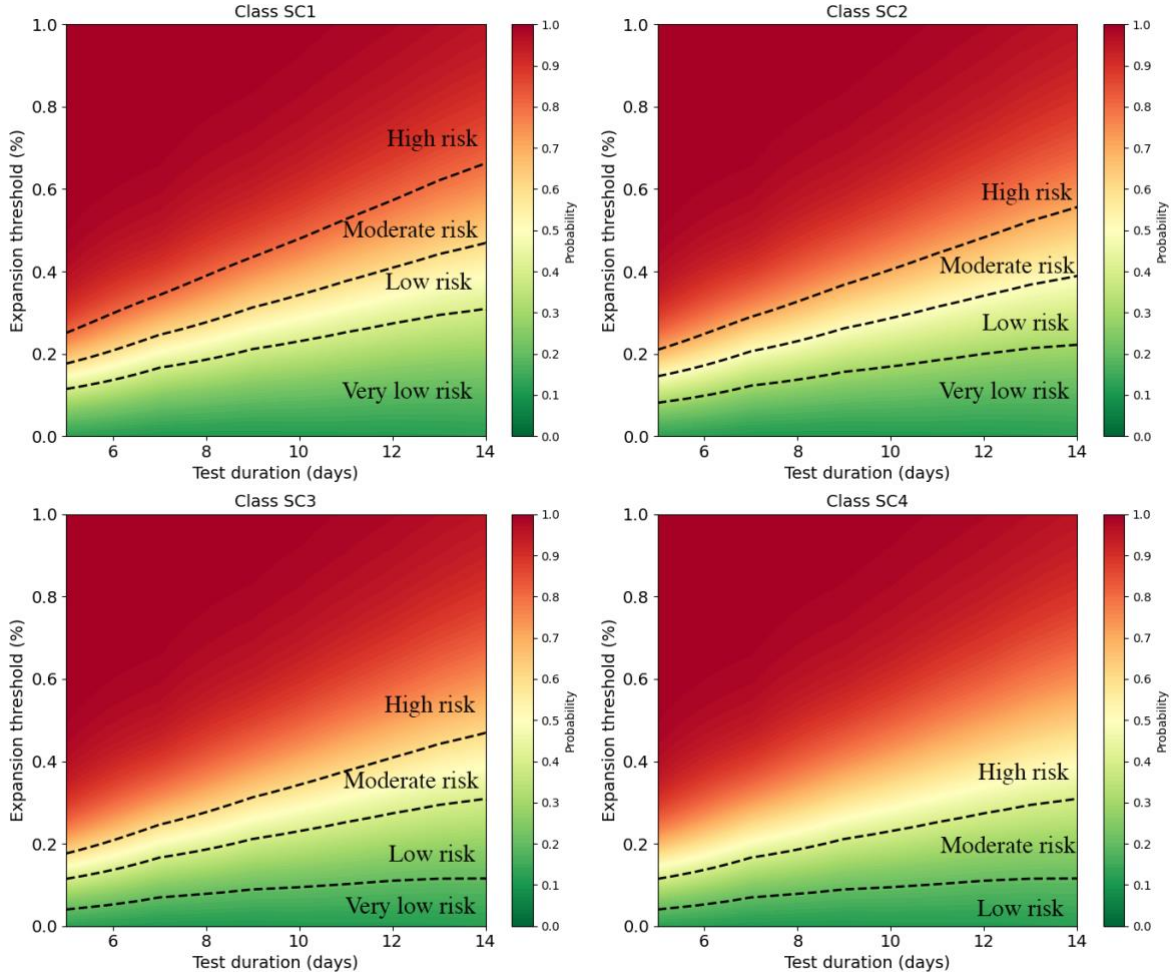 Class SC1
Expansion threshold (%)
1.0
0.8
0.6
0.4
0.2
0.0
High risk
Moderate risk
Low risk
Very low risk
6 8 10 12 14
Test duration (days)
1.0
0.9
0.8
0.7
0.6
0.5
0.4
0.3
0.2
0.1
0.0
Probability
Class SC2
Expansion threshold (%)
1.0
0.8
0.6
0.4
0.2
0.0
High risk
Moderate risk
Low risk
Very low risk
6 8 10 12 14
Test duration (days)
1.0
0.9
0.8
0.7
0.6
0.5
0.4
0.3
0.2
0.1
0.0
Probability
Class SC3
Expansion threshold (%)
1.0
0.8
0.6
0.4
0.2
0.0
High risk
Moderate risk
Low risk
Very low risk
6 8 10 12 14
Test duration (days)
1.0
0.9
0.8
0.7
0.6
0.5
0.4
0.3
0.2
0.1
0.0
Probability
Class SC4
Expansion threshold (%)
1.0
0.8
0.6
0.4
0.2
0.0
High risk
Moderate risk
Low risk
6 8 10 12 14
Test duration (days)
1.0
0.9
0.8
0.7
0.6
0.5
0.4
0.3
0.2
0.1
0.0
Probability